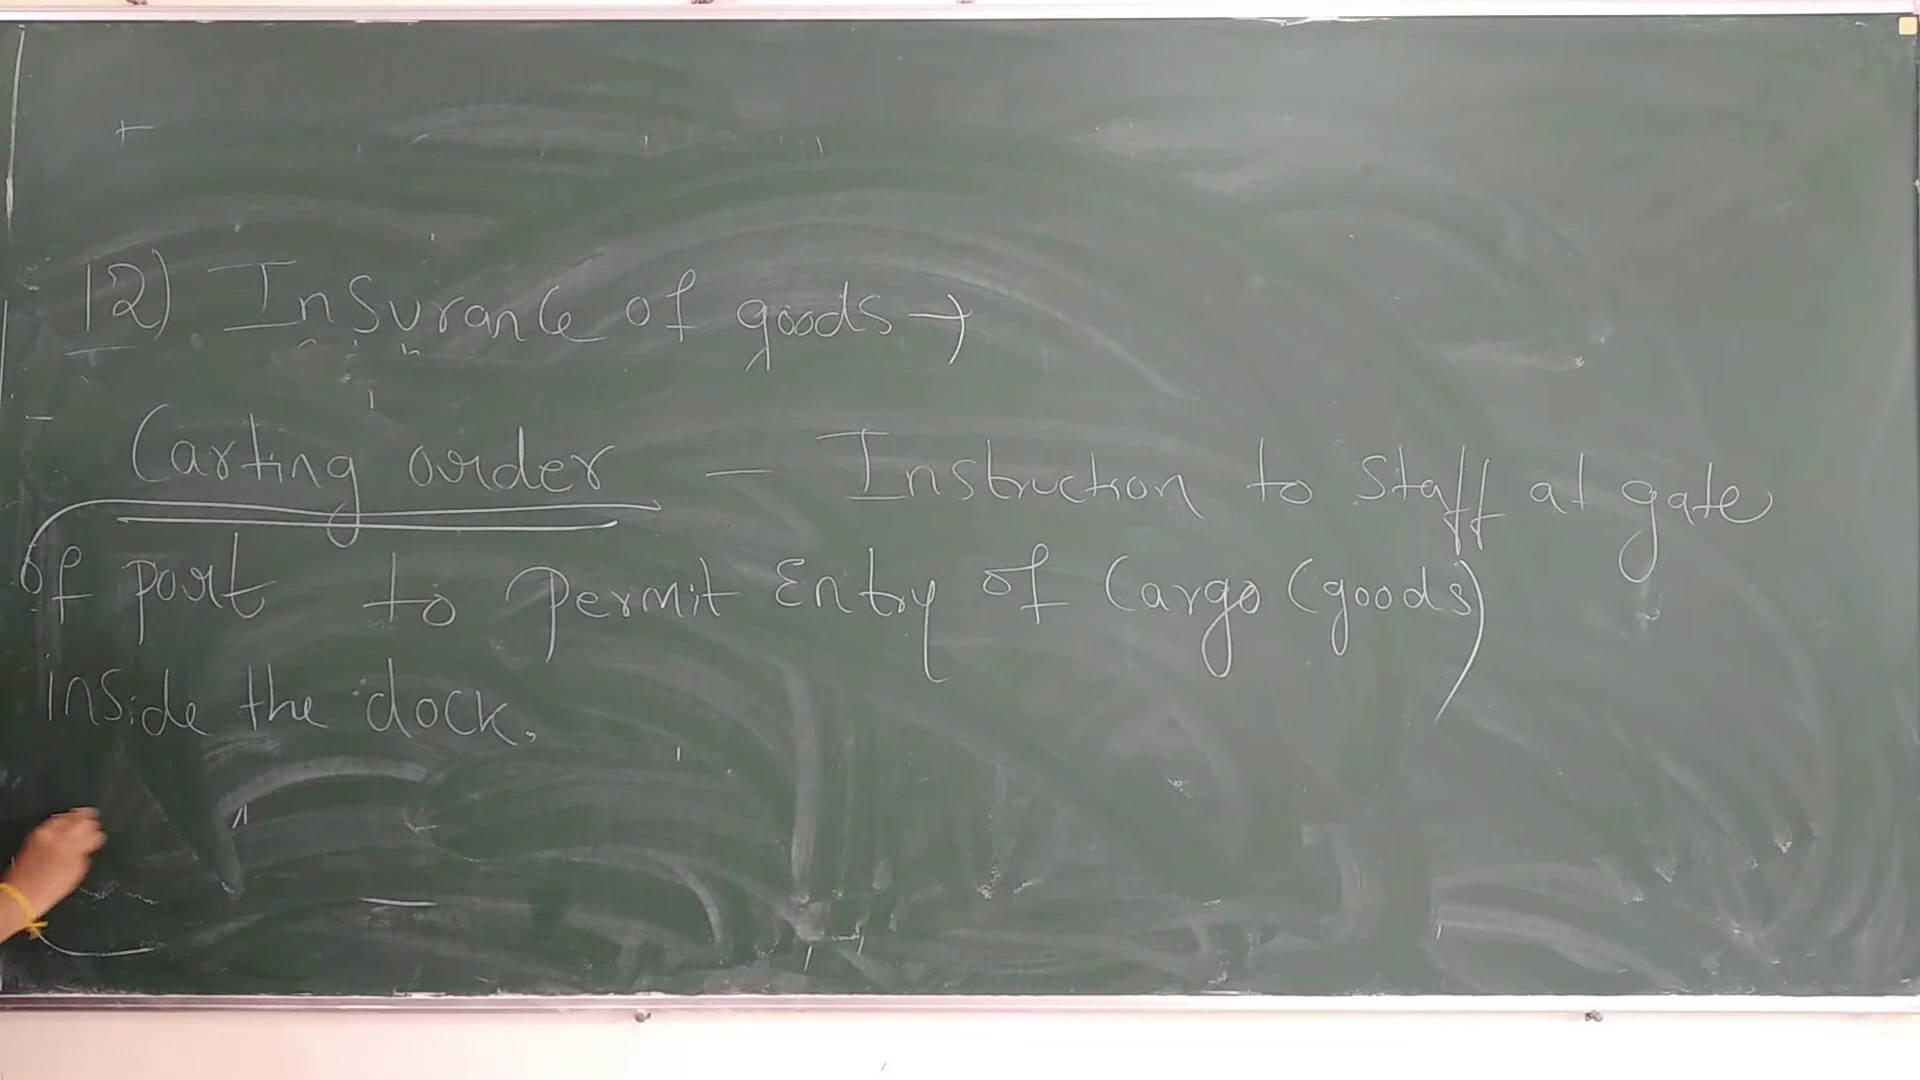 12) Insurance of goods →
Carting order - Instruction to Staff at gate
of port to Permit Entry of Cargo (goods)
inside the dock.